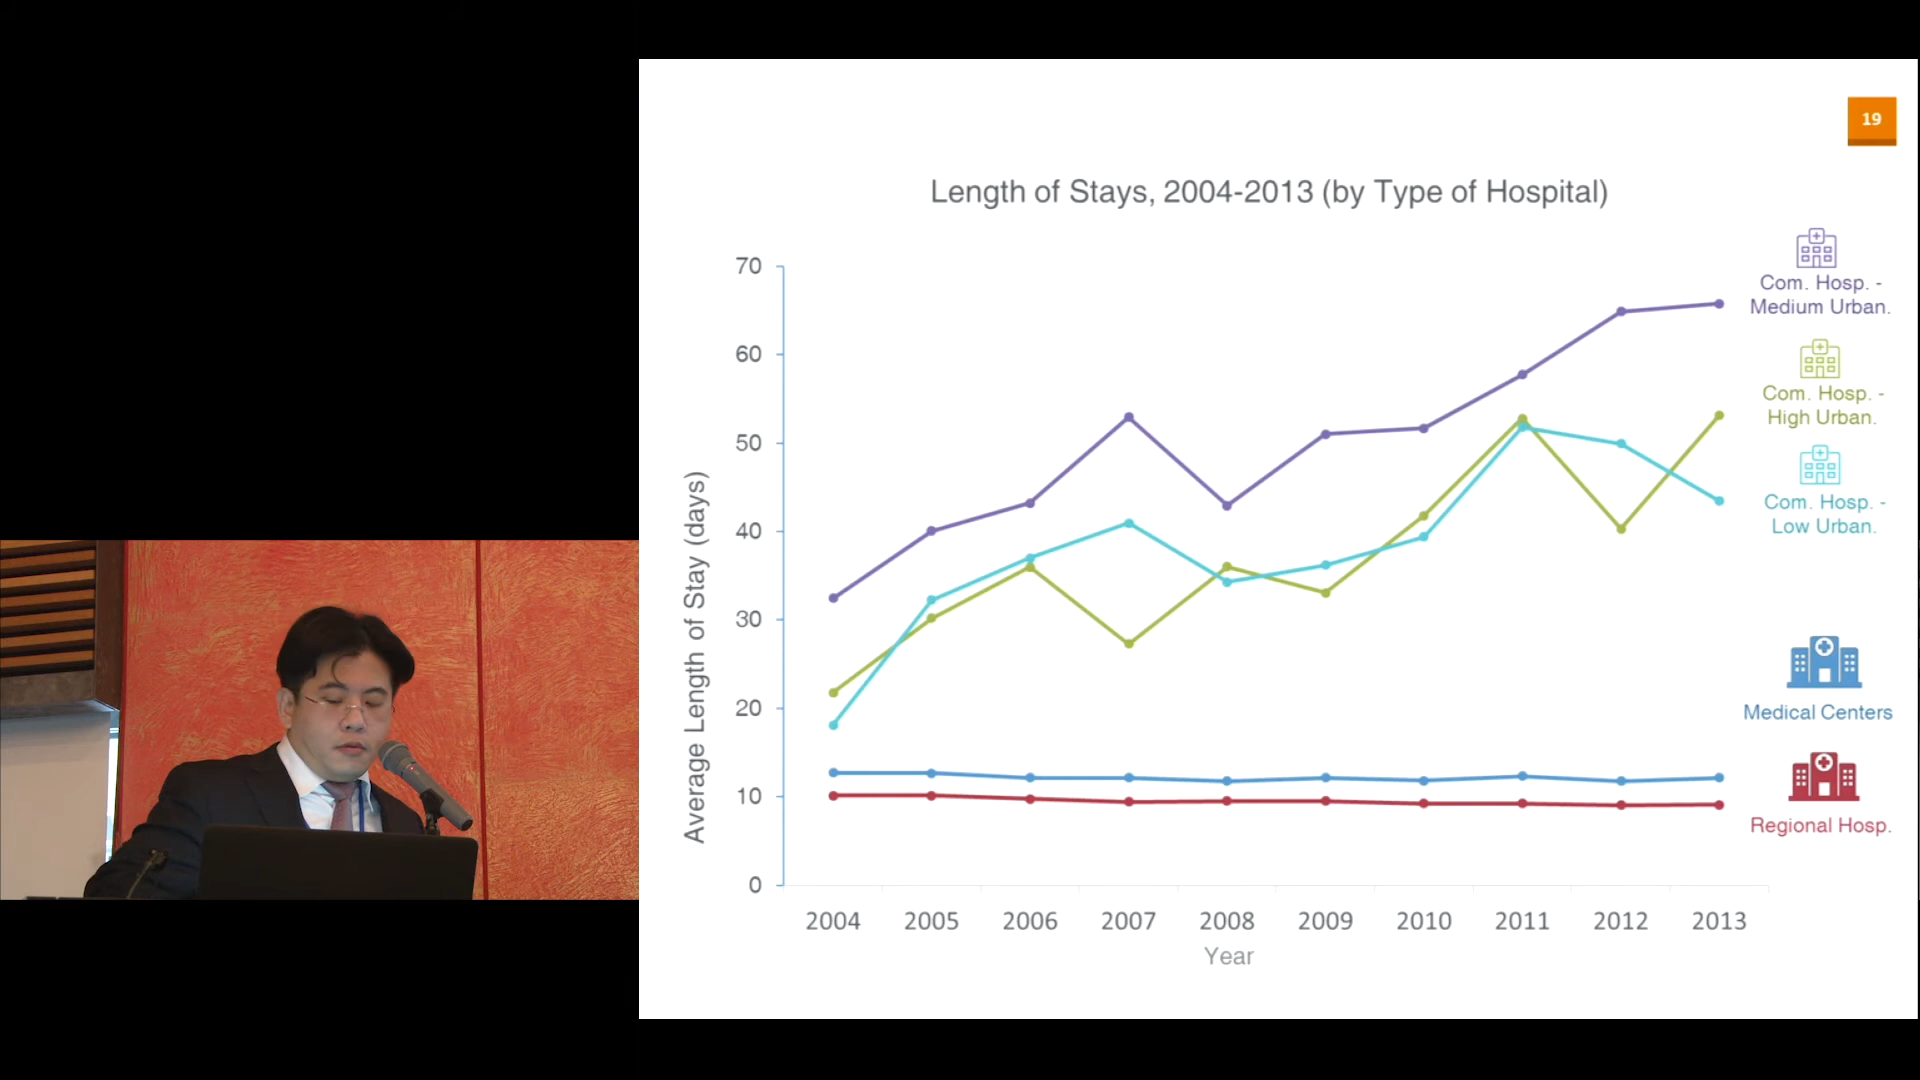 19
Length of Stays, 2004-2013 (by Type of Hospital)
Average Length of Stay (days)
70
60
50
40
30
20
10
0
2004 2005 2006 2007 2008 2009 2010 2011 2012 2013
Year
Com. Hosp. -
Medium Urban.
Com. Hosp. -
High Urban.
Com. Hosp. -
Low Urban.
Medical Centers
Regional Hosp.